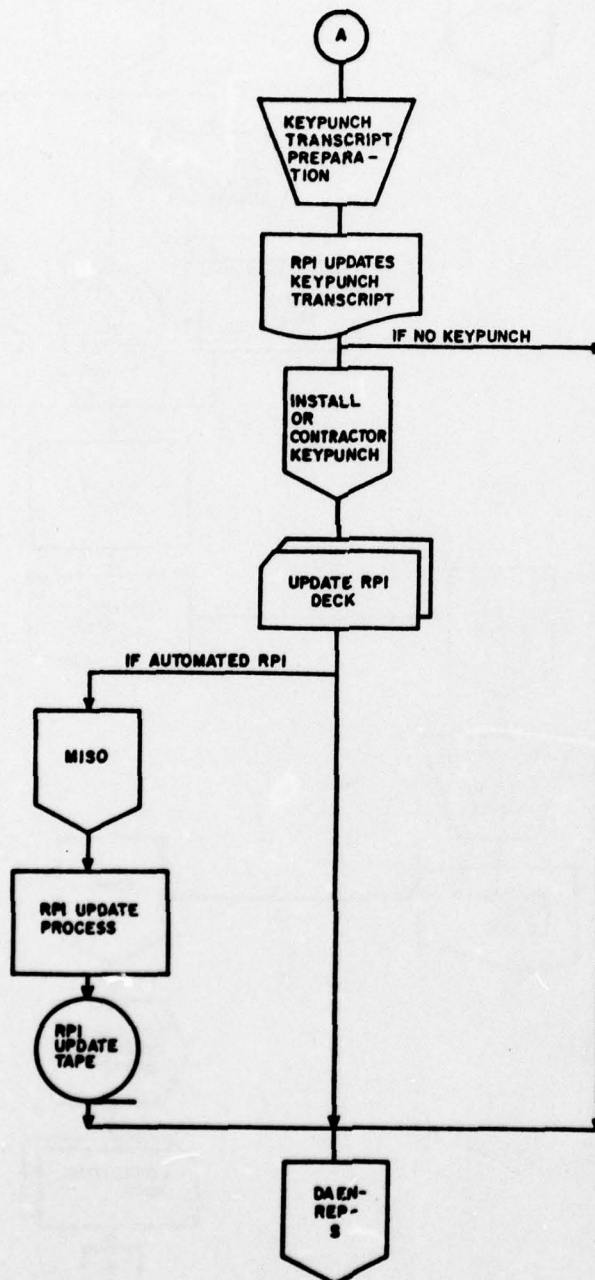 A
KEYPUNCH
TRANSCRIPT
PREPARA-
TION
RPI UPDATES
KEYPUNCH
TRANSCRIPT
IF NO KEYPUNCH
INSTALL
OR
CONTRACTOR
KEYPUNCH
UPDATE RPI
DECK
IF AUTOMATED RPI
MISO
RPI UPDATE
PROCESS
RPI
UPDATE
TAPE
DAEN-
REP-
S